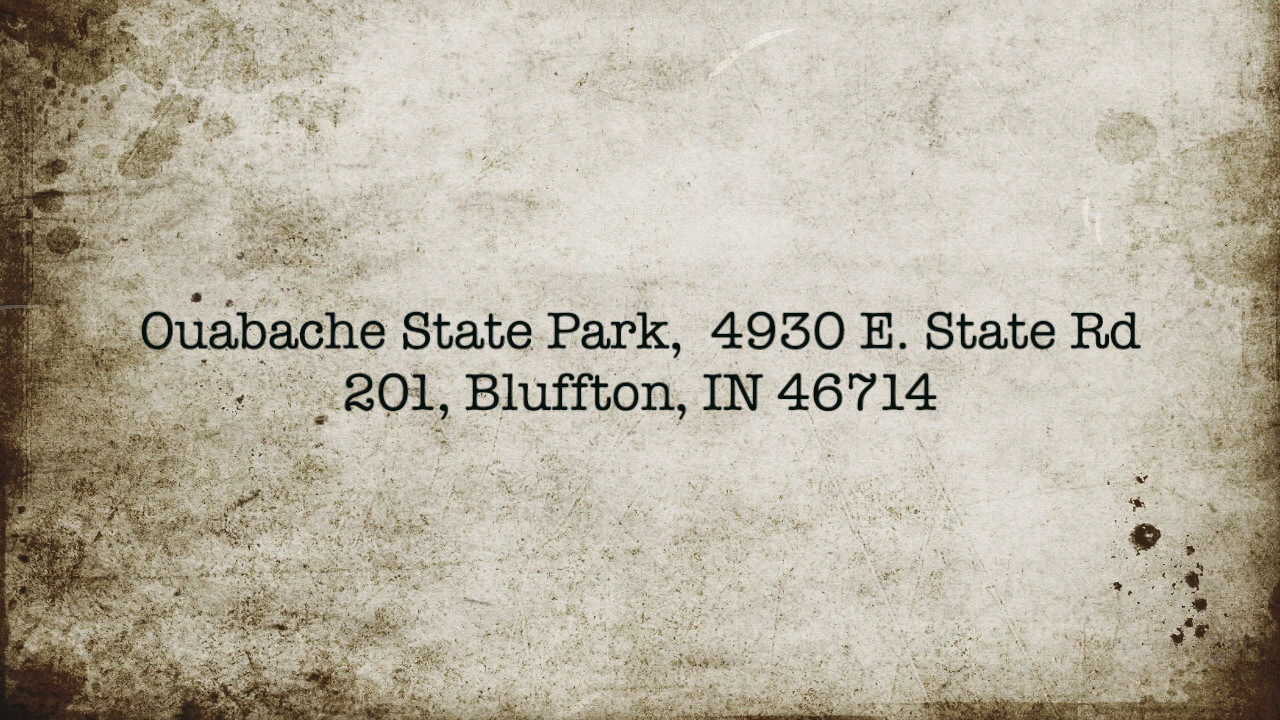 Ouabache State Park,  4930 E. State Rd
201, Bluffton, IN 46714